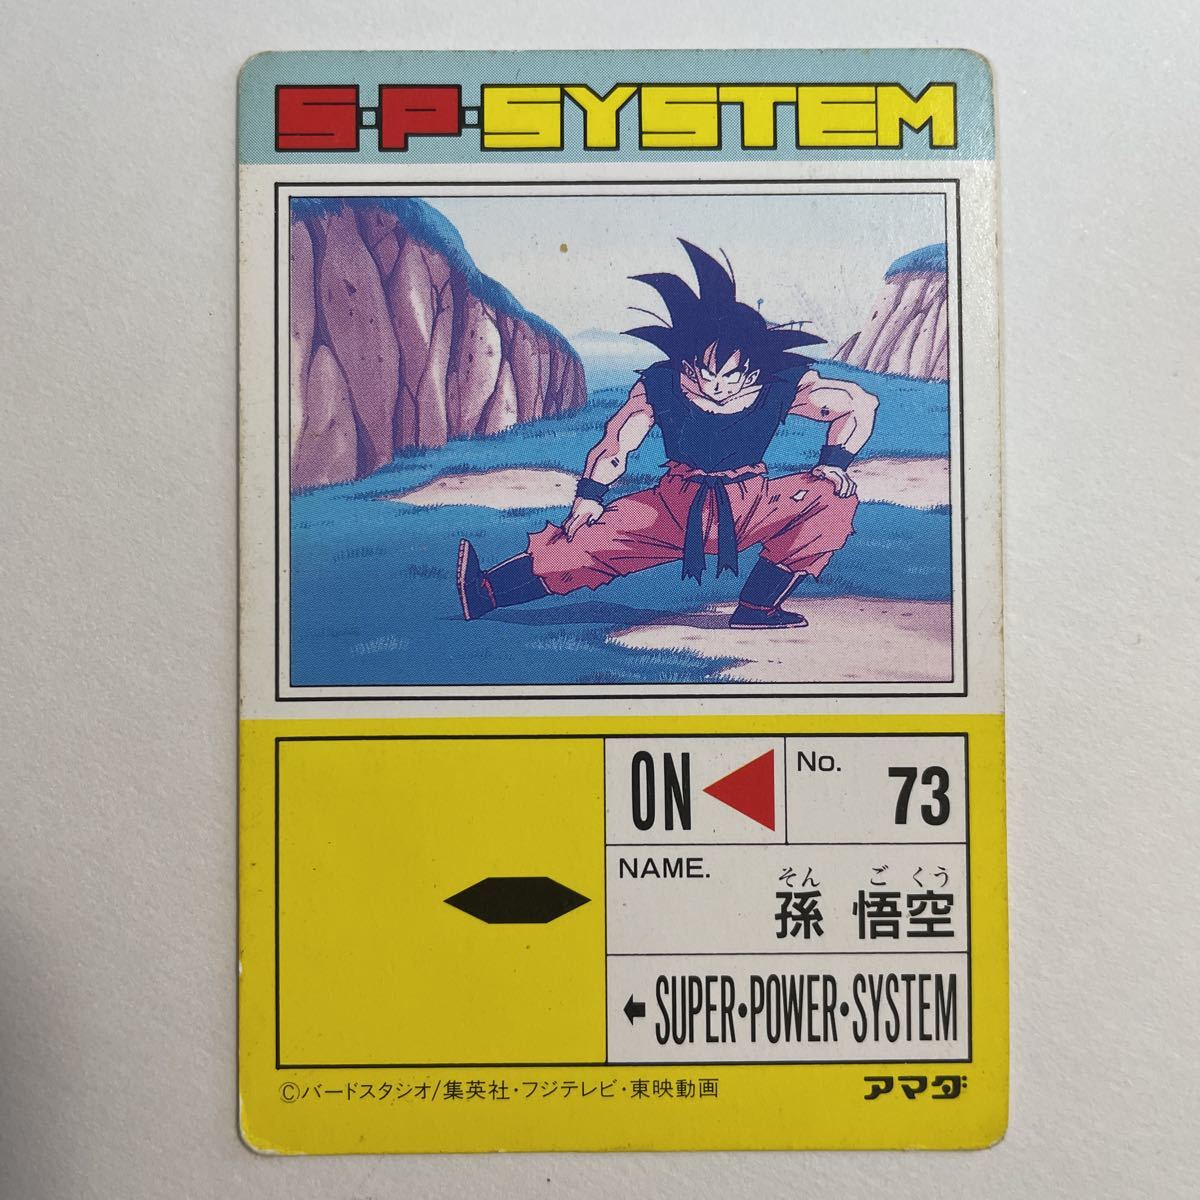 S·P·SYSTEM
ON
No. 73
NAME.
そん ご くう
孫 悟空
SUPER·POWER·SYSTEM
©バードスタジオ/集英社・フジテレビ・東映動画
アマダ